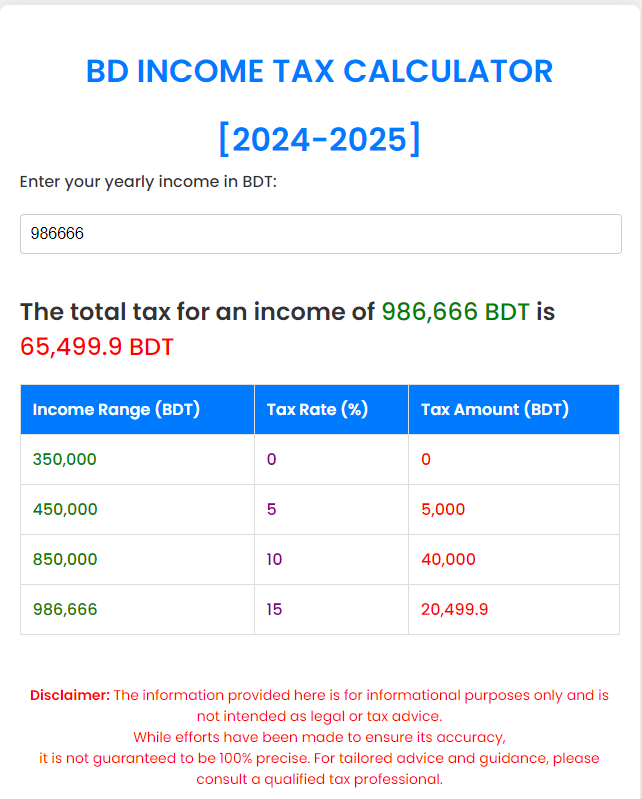 BD INCOME TAX CALCULATOR
[2024-2025]
Enter your yearly income in BDT:
986666
The total tax for an income of 986,666 BDT is
65,499.9 BDT
Income Range (BDT) Tax Rate (%) Tax Amount (BDT)
350,000 0 0
450,000 5 5,000
850,000 10 40,000
986,666 15 20,499.9
Disclaimer: The information provided here is for informational purposes only and is
not intended as legal or tax advice.
While efforts have been made to ensure its accuracy,
it is not guaranteed to be 100% precise. For tailored advice and guidance, please
consult a qualified tax professional.